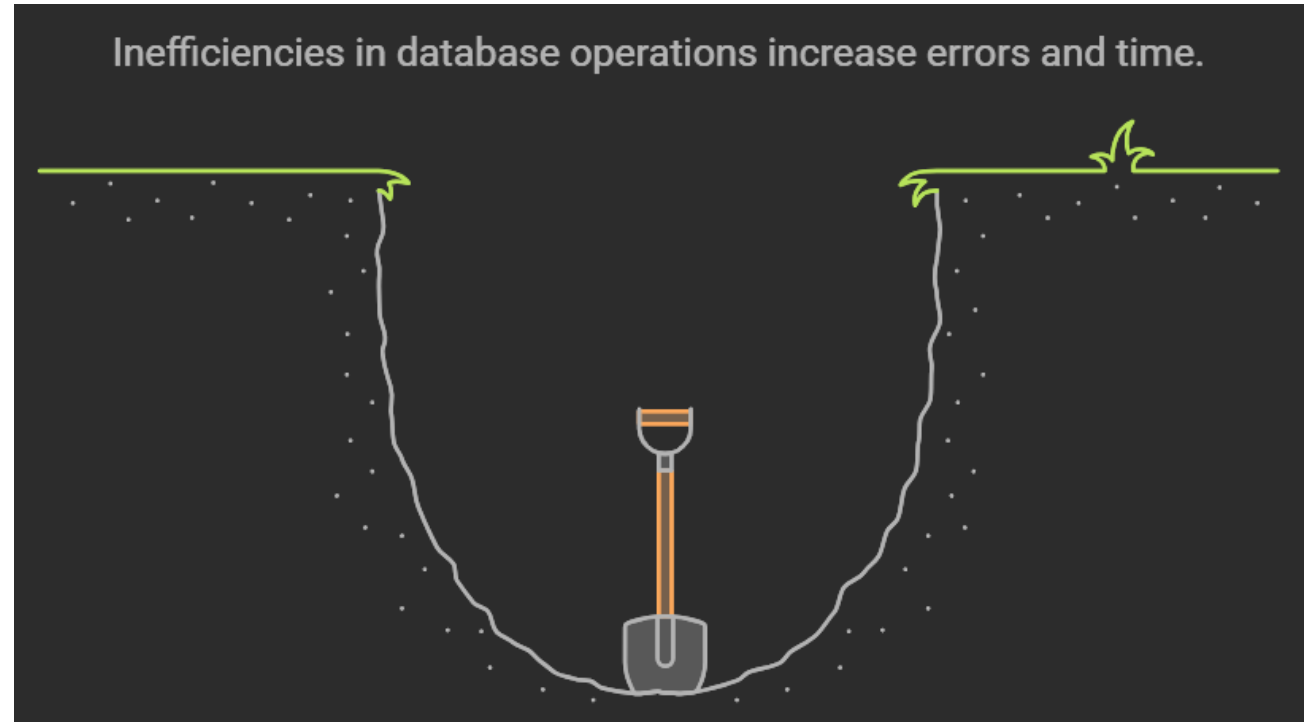 Inefficiencies in database operations increase errors and time.